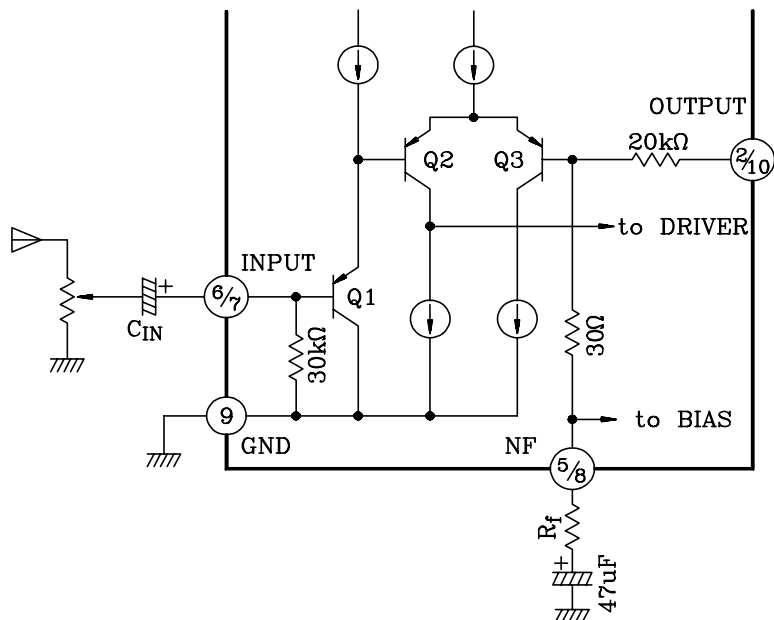 OUTPUT
20kΩ
2/10
Q2
Q3
to DRIVER
INPUT
6/7
+
CIN
Q1
30kΩ
30Ω
9
GND
to BIAS
NF
5/8
Rf
+
47uF